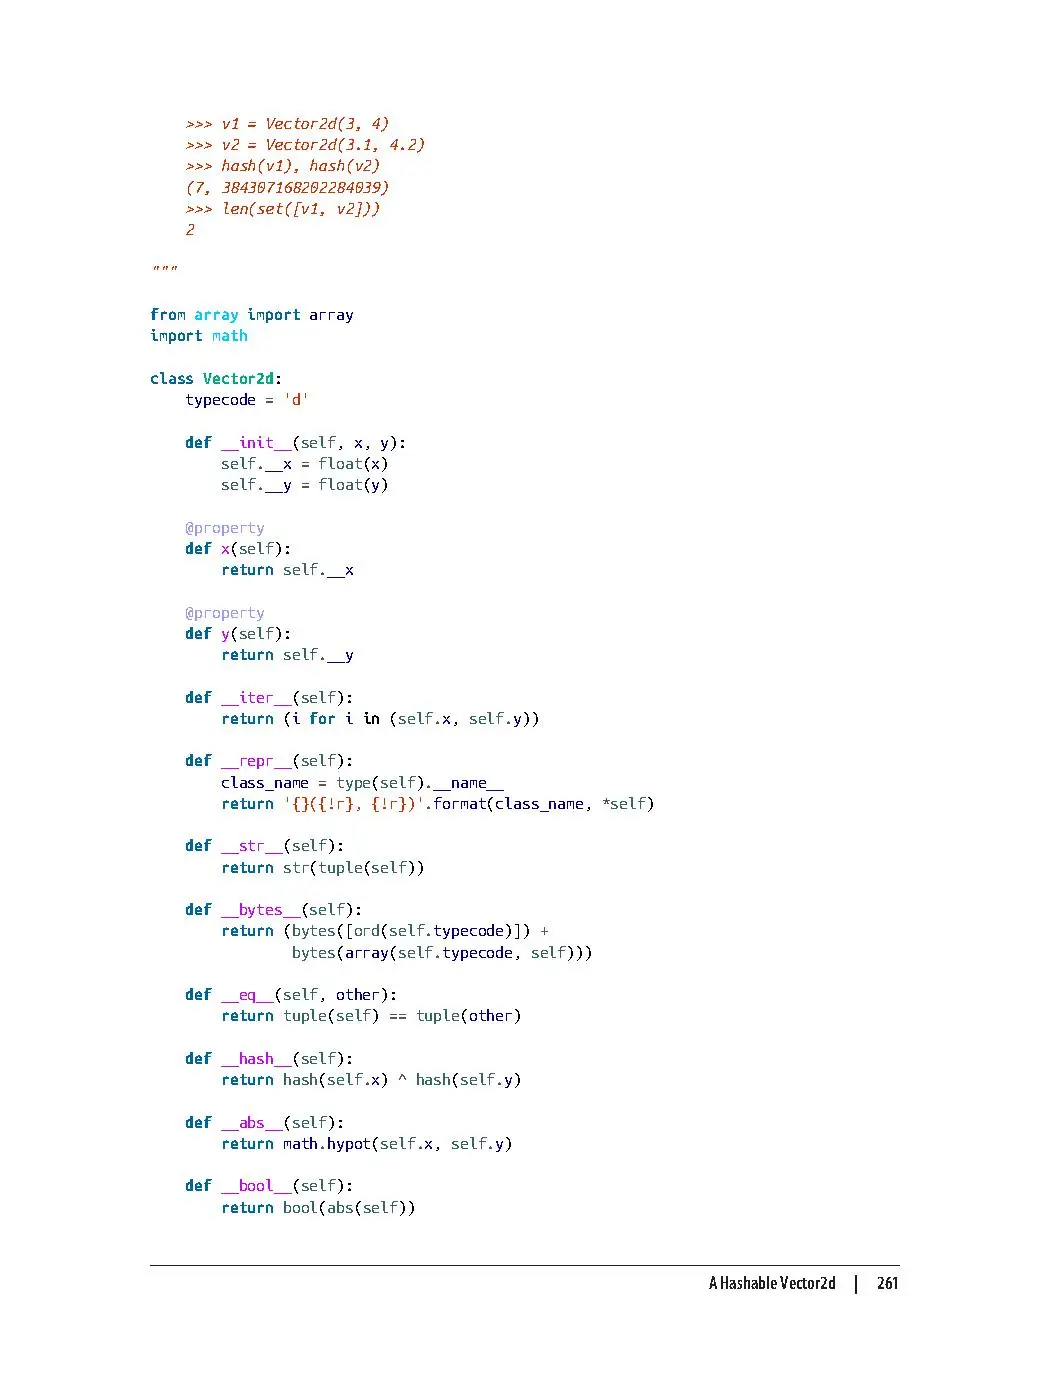 >>> v1 = Vector2d(3, 4)
>>> v2 = Vector2d(3.1, 4.2)
>>> hash(v1), hash(v2)
(7, 384307168202284039)
>>> len(set([v1, v2]))
2
"""
from array import array
import math
class Vector2d:
typecode = 'd'
def __init__(self, x, y):
self.__x = float(x)
self.__y = float(y)
@property
def x(self):
return self.__x
@property
def y(self):
return self.__y
def __iter__(self):
return (i for i in (self.x, self.y))
def __repr__(self):
class_name = type(self).__name__
return '{}({!r}, {!r})'.format(class_name, *self)
def __str__(self):
return str(tuple(self))
def __bytes__(self):
return (bytes([ord(self.typecode)]) +
bytes(array(self.typecode, self)))
def __eq__(self, other):
return tuple(self) == tuple(other)
def __hash__(self):
return hash(self.x) ^ hash(self.y)
def __abs__(self):
return math.hypot(self.x, self.y)
def __bool__(self):
return bool(abs(self))
A Hashable Vector2d | 261